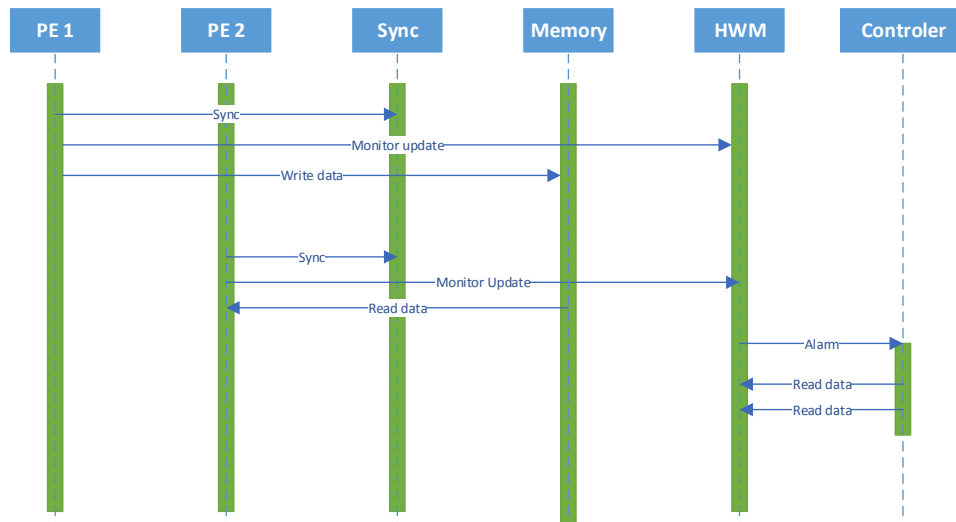 PE 1
PE 2
Sync
Memory
HWM
Controler
Sync
Monitor update
Write data
Sync
Monitor Update
Read data
Alarm
Read data
Read data